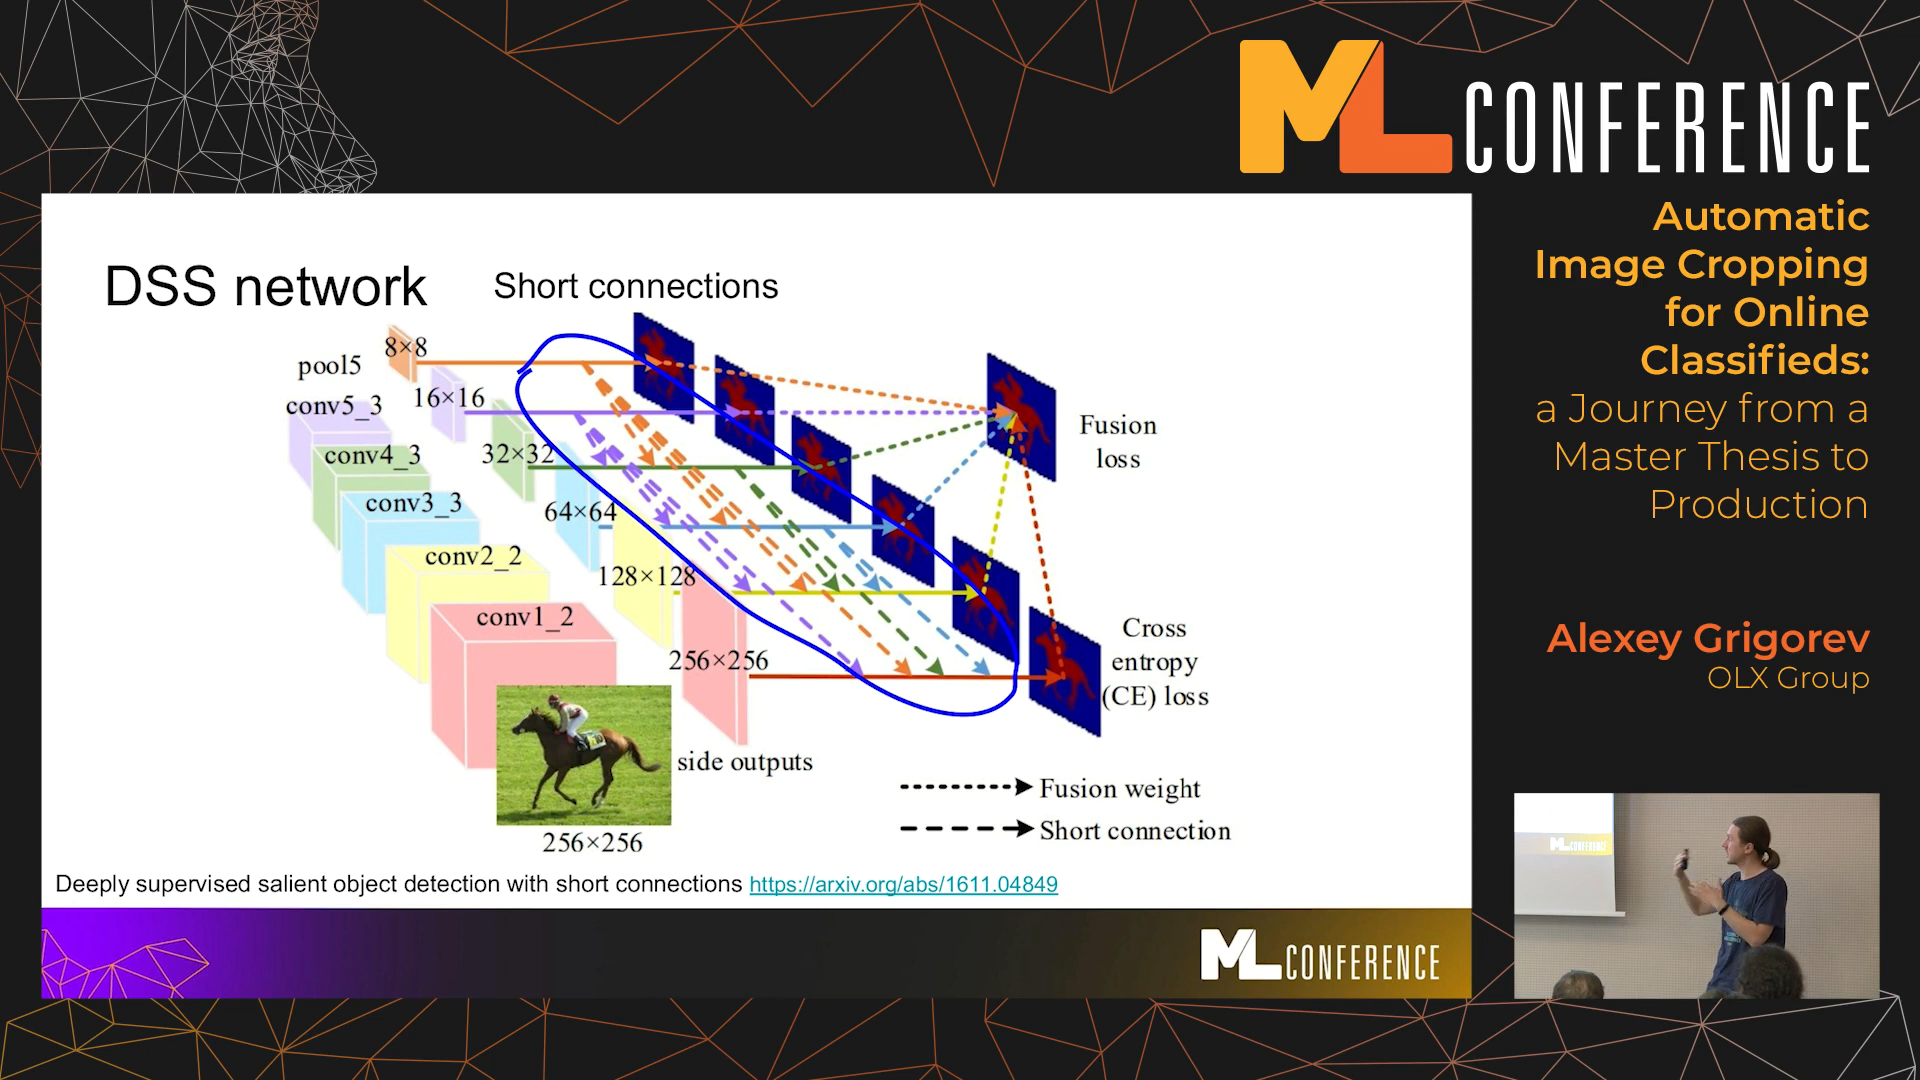 ML CONFERENCE
Automatic
Image Cropping
for Online
Classifieds:
a Journey from a
Master Thesis to
Production
Alexey Grigorev
OLX Group
DSS network
Short connections
8×8
pool5
16×16
conv5_3
32×32
conv4_3
64×64
conv3_3
128×128
conv2_2
256×256
conv1_2
Fusion
loss
Cross
entropy
(CE) loss
side outputs
256×256
Fusion weight
Short connection
Deeply supervised salient object detection with short connections https://arxiv.org/abs/1611.04849
ML CONFERENCE
ML CONFERENCE